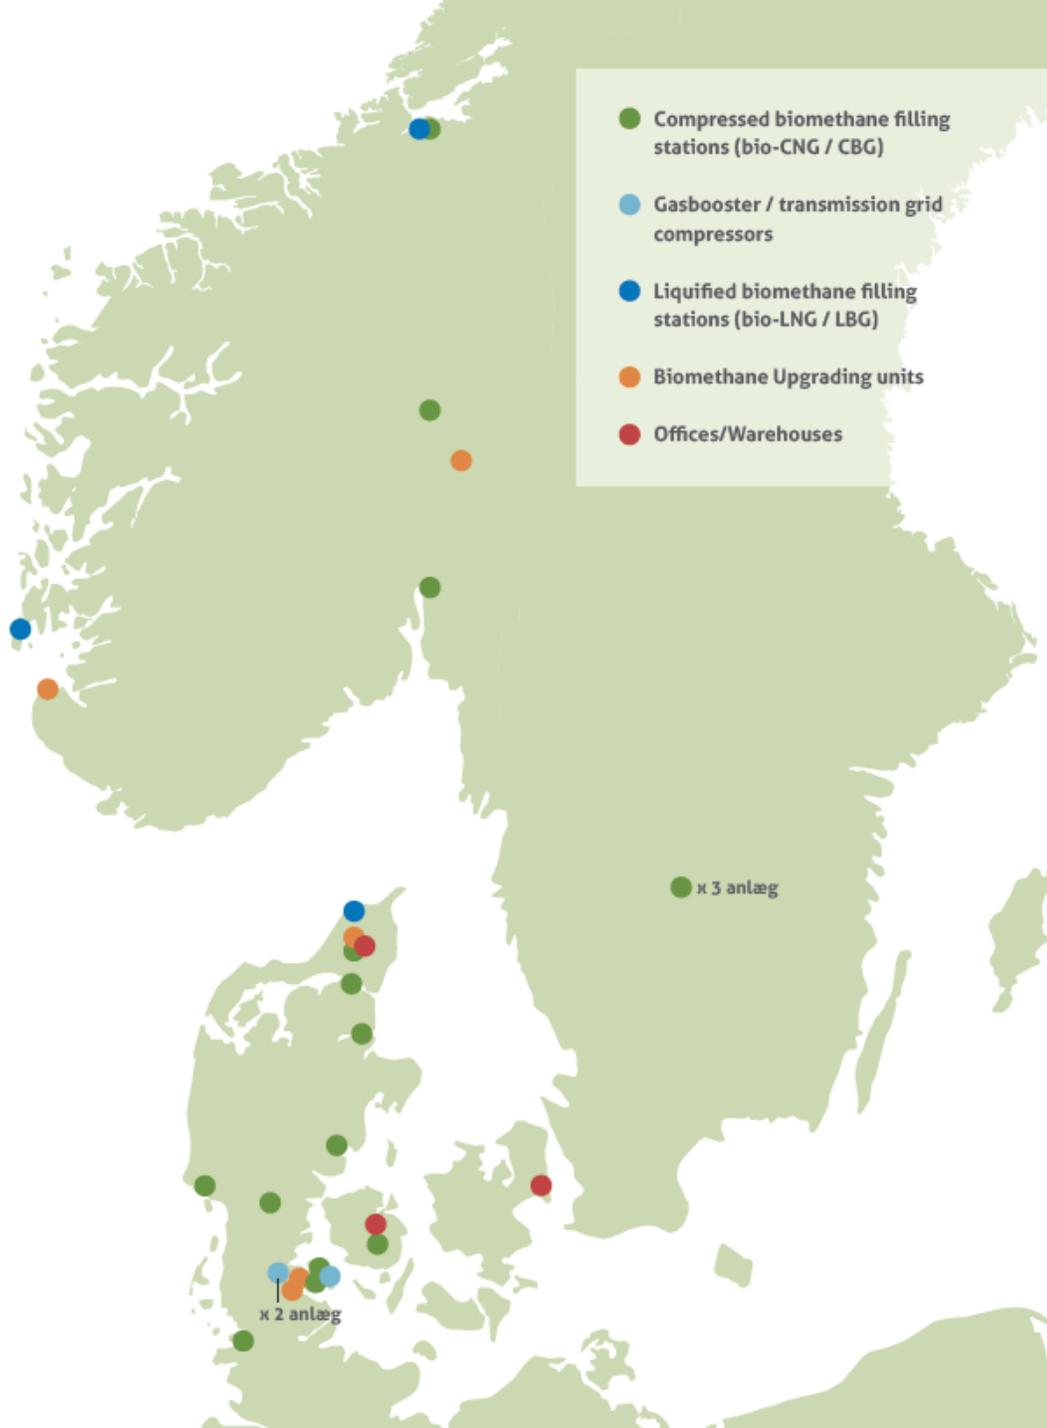 Compressed biomethane filling
stations (bio-CNG / CBG)
Gasbooster / transmission grid
compressors
Liquified biomethane filling
stations (bio-LNG / LBG)
Biomethane Upgrading units
Offices/Warehouses
x 3 anlæg
x 2 anlæg